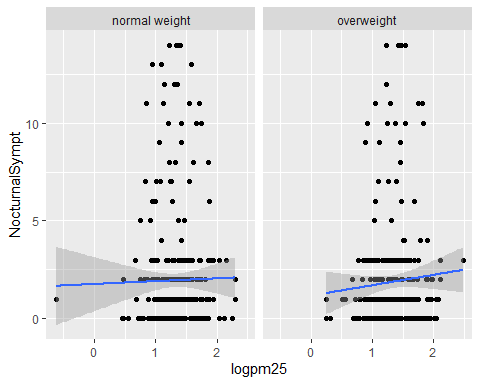 normal weight overweight
10
5
0
NocturnalSympt
0 1 2 0 1 2
logpm25